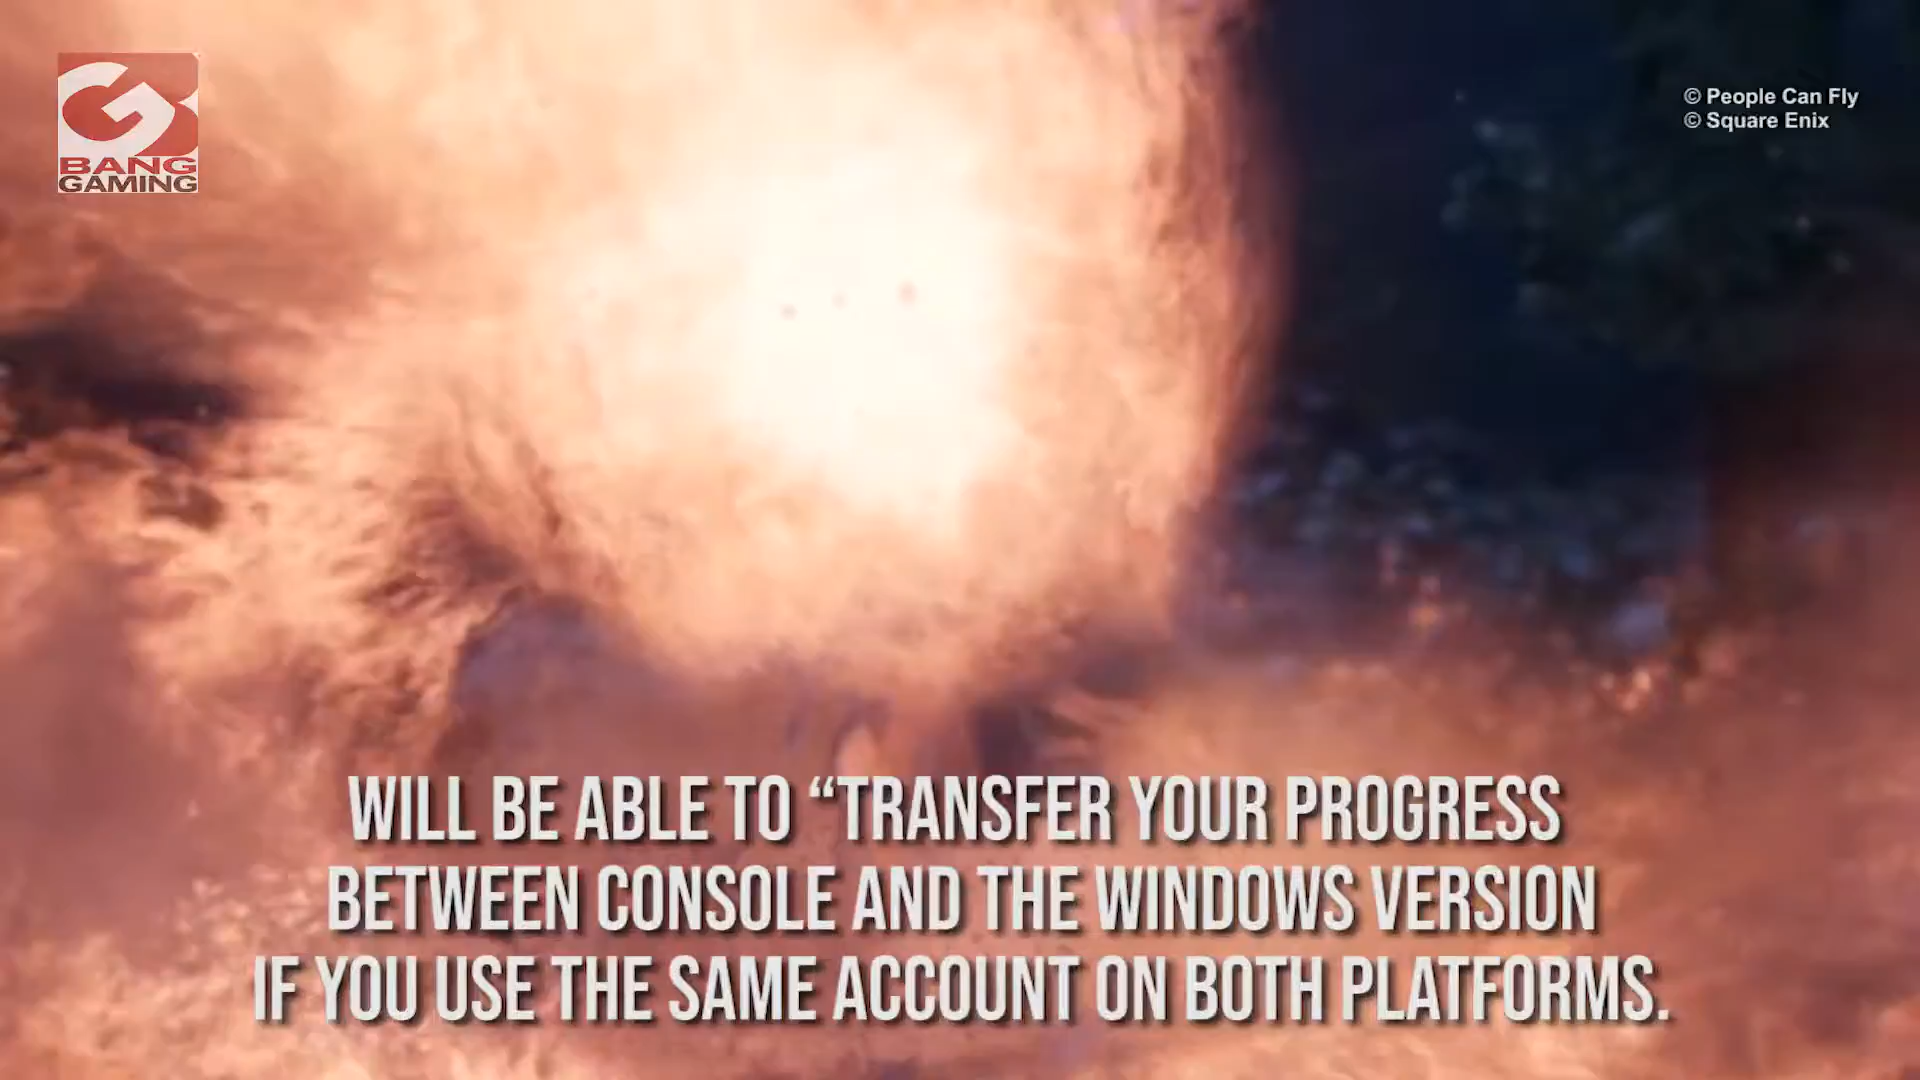 BANG
GAMING
© People Can Fly
© Square Enix
WILL BE ABLE TO “TRANSFER YOUR PROGRESS
BETWEEN CONSOLE AND THE WINDOWS VERSION
IF YOU USE THE SAME ACCOUNT ON BOTH PLATFORMS.